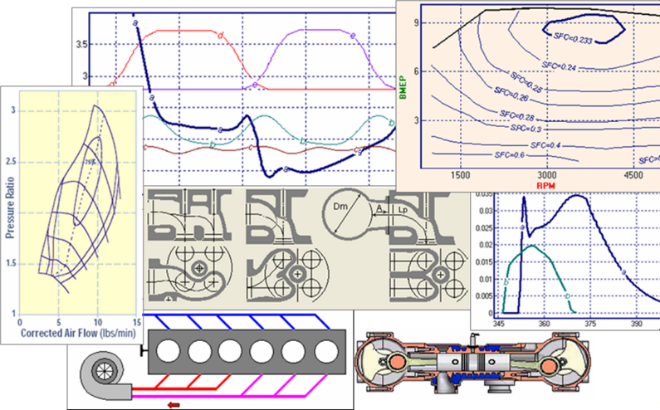 3.5
3
a
d
e
a
a
a
b
b
b
c
c
c
9
6
3
BMEP
SFC=0.233
SFC=0.24
SFC=0.25
SFC=0.26
SFC=0.28
SFC=0.3
SFC=0.4
SFC=0.6
1500
3000
4500
RPM
3
2.5
1.5
1
Pressure Ratio
0
5
10
15
Corrected Air Flow (lbs/min)
Dm
A
Lp
0.035
0.03
0.025
0.02
0.015
0.01
0.005
0
a
b
345
360
375
390